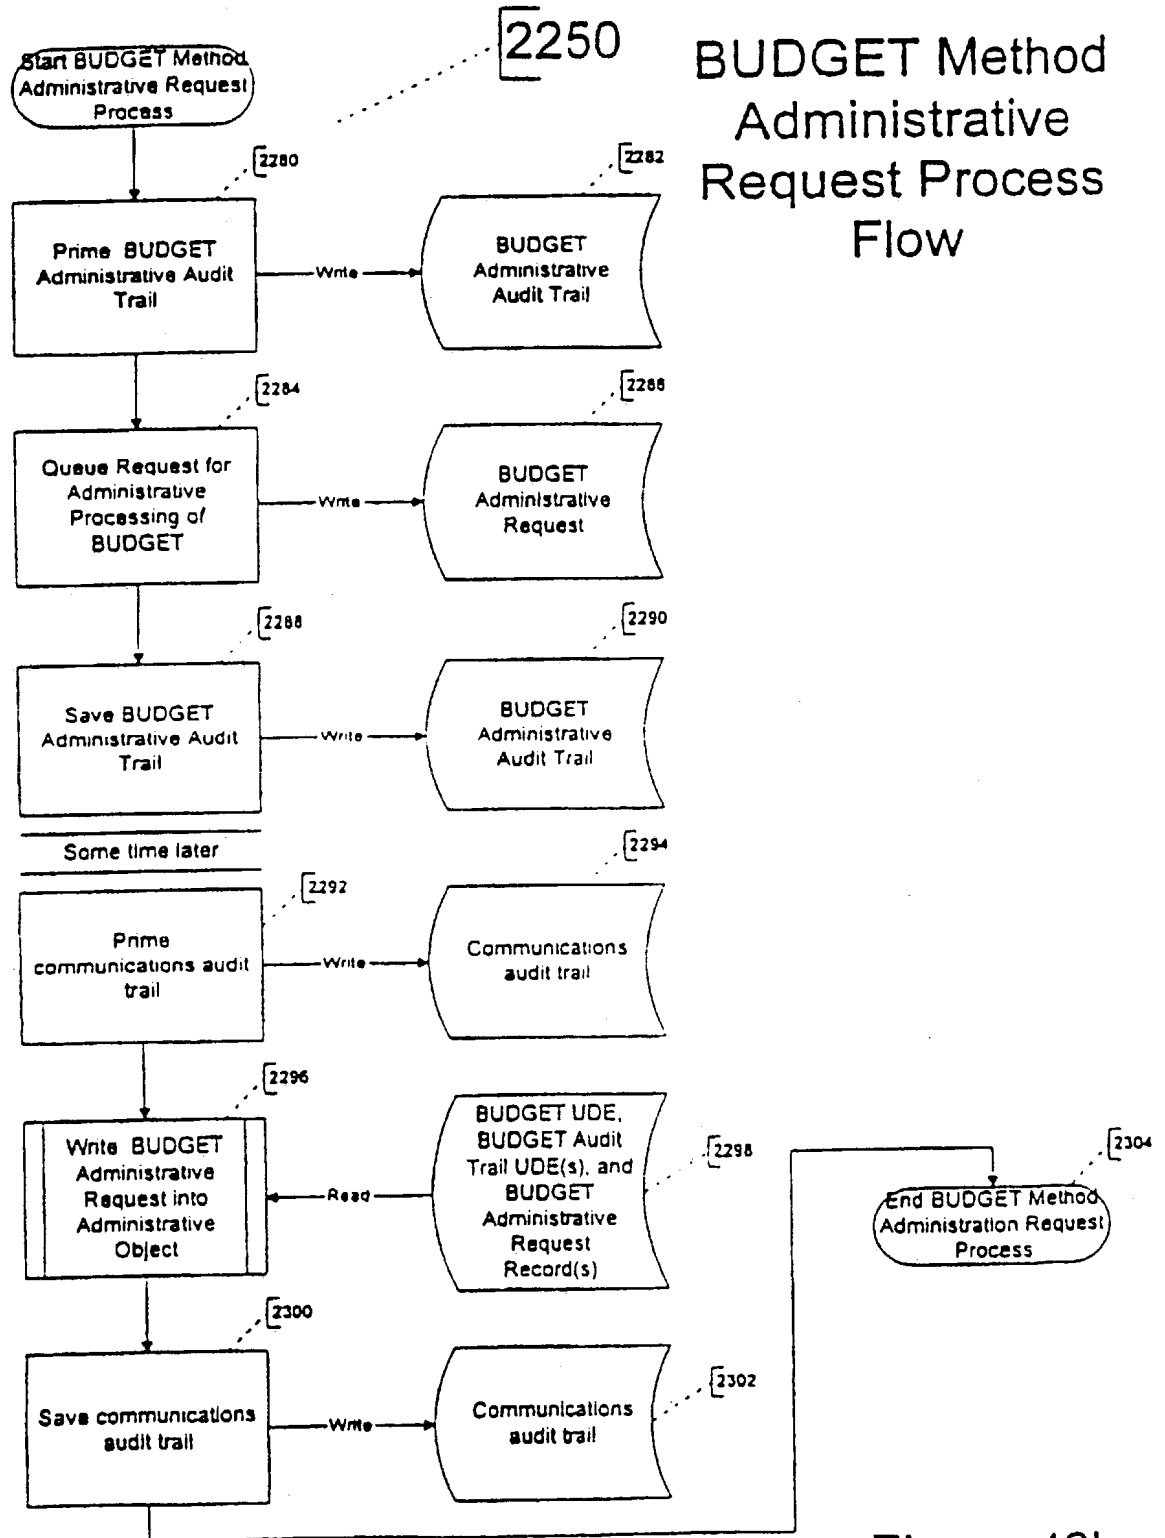 2250
BUDGET Method
Administrative
Request Process
Flow
Start BUDGET Method
Administrative Request
Process
2280
2282
Prime BUDGET
Administrative Audit
Trail
Write
BUDGET
Administrative
Audit Trail
2284
2286
Queue Request for
Administrative
Processing of
BUDGET
Write
BUDGET
Administrative
Request
2288
2290
Save BUDGET
Administrative Audit
Trail
Write
BUDGET
Administrative
Audit Trail
Some time later
2292
2294
Prime
communications audit
trail
Write
Communications
audit trail
2296
2298
Write BUDGET
Administrative
Request into
Administrative
Object
Read
BUDGET UDE,
BUDGET Audit
Trail UDE(s), and
BUDGET
Administrative
Request
Record(s)
2304
End BUDGET Method
Administration Request
Process
2300
2302
Save communications
audit trail
Write
Communications
audit trail